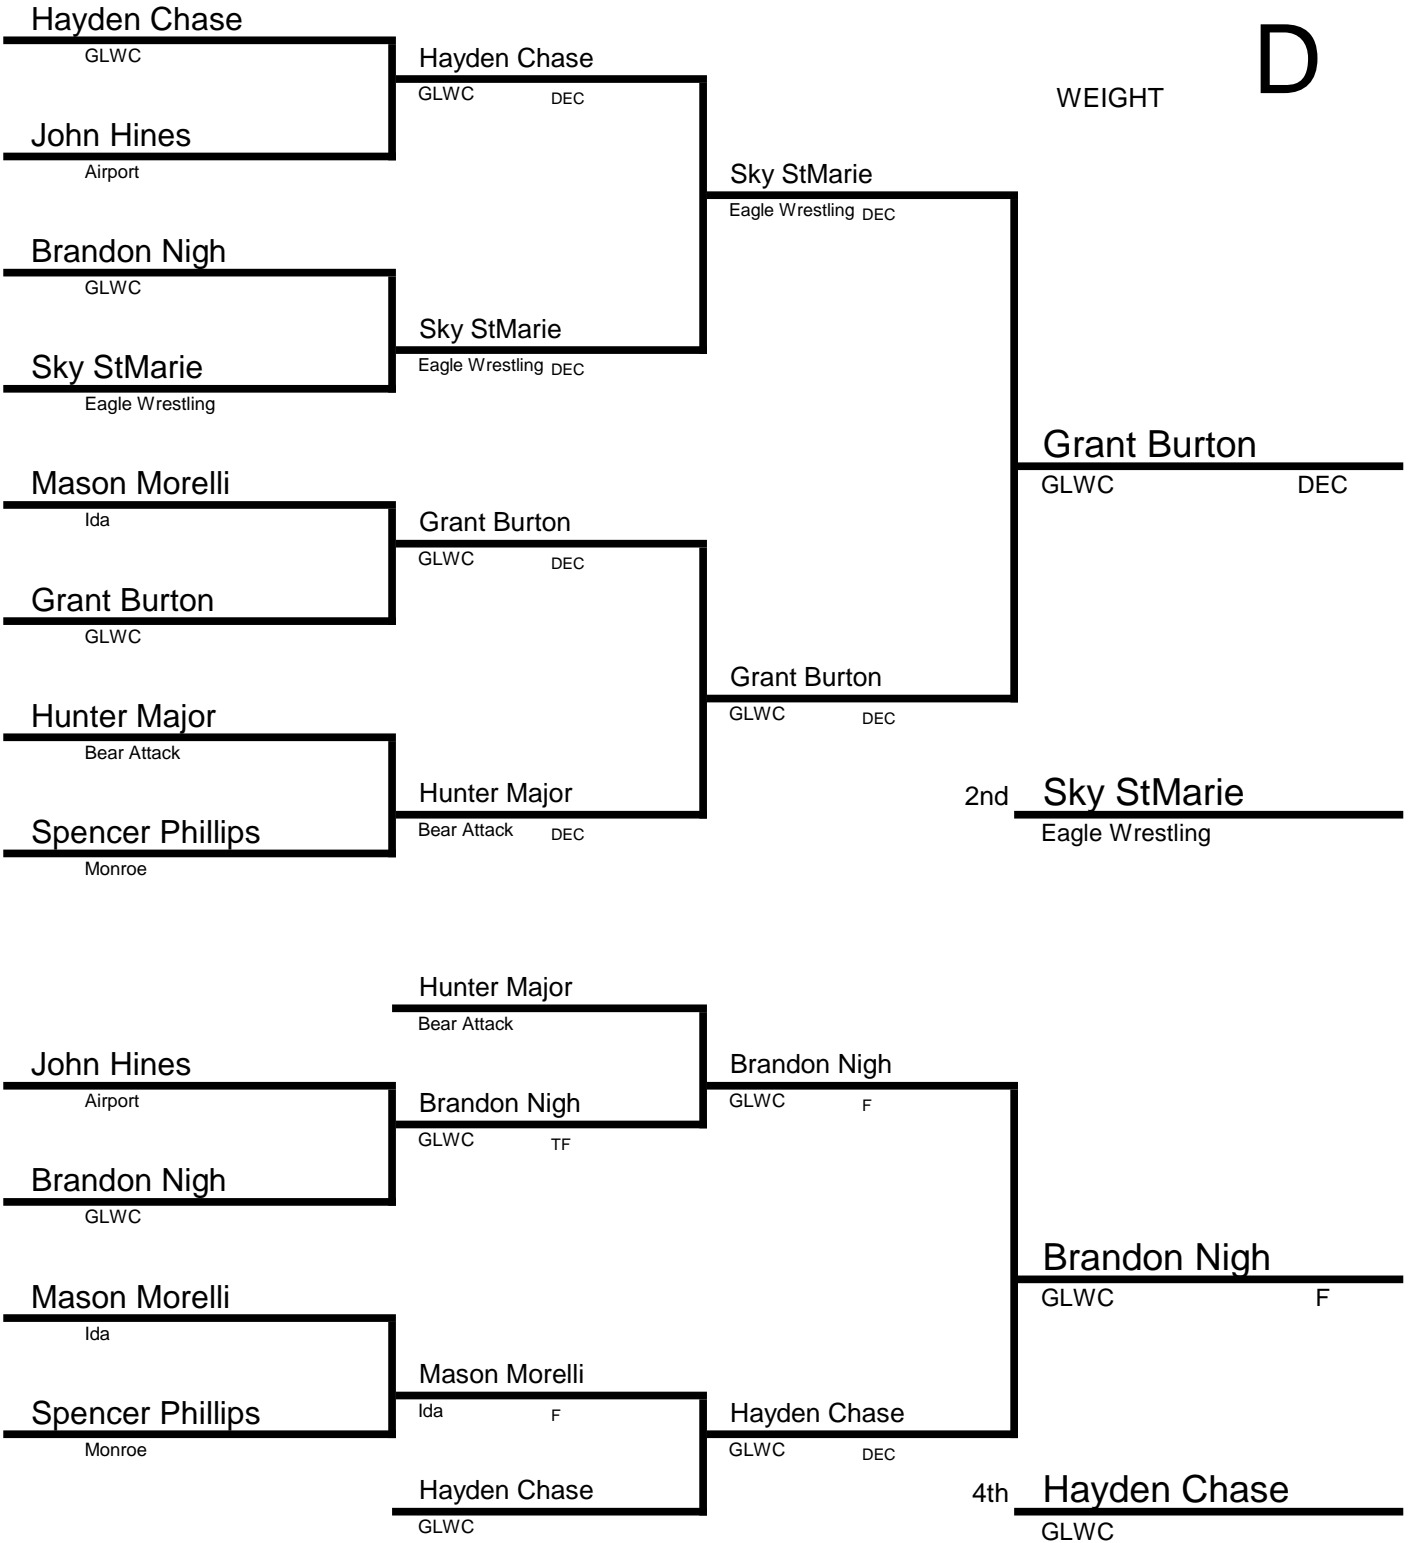 Hayden Chase
GLWC
Hayden Chase
GLWC DEC
D
WEIGHT
John Hines
Airport
Sky StMarie
Eagle Wrestling DEC
Brandon Nigh
GLWC
Sky StMarie
Eagle Wrestling DEC
Sky StMarie
Eagle Wrestling
Grant Burton
GLWC DEC
Mason Morelli
Ida
Grant Burton
GLWC DEC
Grant Burton
GLWC
Grant Burton
GLWC DEC
Hunter Major
Bear Attack
Hunter Major
Bear Attack DEC
2nd Sky StMarie
Eagle Wrestling
Spencer Phillips
Monroe
Hunter Major
Bear Attack
John Hines
Airport
Brandon Nigh
GLWC F
Brandon Nigh
GLWC TF
Brandon Nigh
GLWC
Brandon Nigh
GLWC F
Mason Morelli
Ida
Mason Morelli
Ida F
Spencer Phillips
Monroe
Hayden Chase
GLWC DEC
Hayden Chase
GLWC
4th Hayden Chase
GLWC